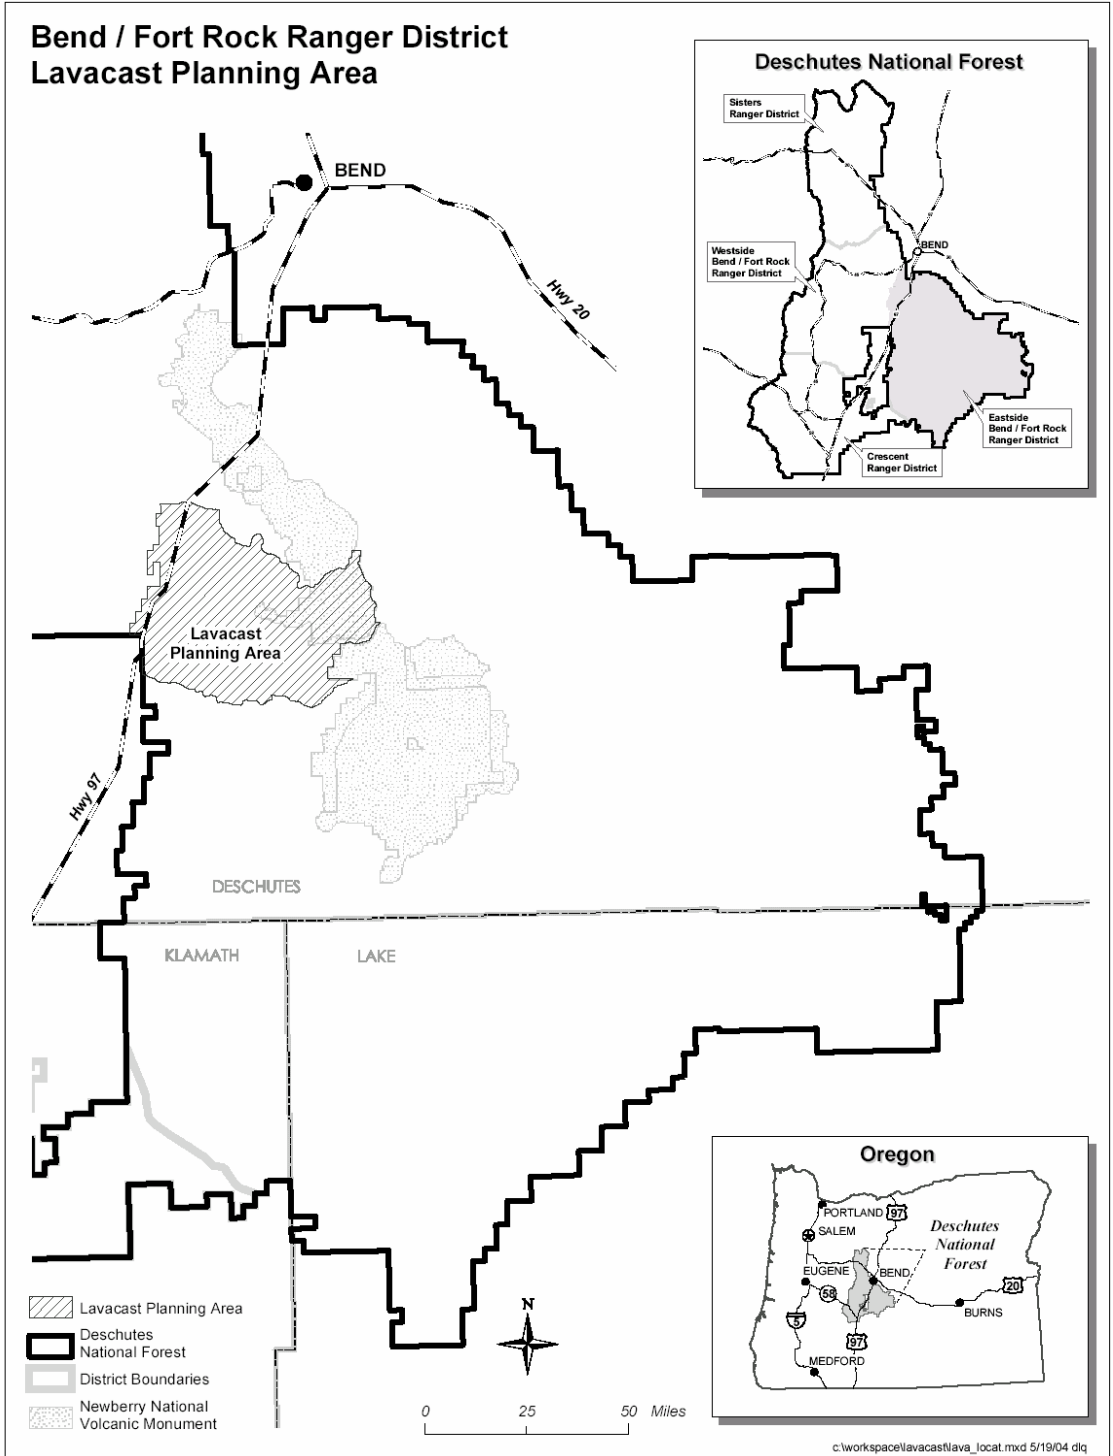 Bend / Fort Rock Ranger District
Lavacast Planning Area
Deschutes National Forest
Sisters
Ranger District
BEND
Westside
Bend / Fort Rock
Ranger District
Eastside
Bend / Fort Rock
Ranger District
Crescent
Ranger District
BEND
Hwy 20
Lavacast
Planning Area
Hwy 97
DESCHUTES
KLAMATH
LAKE
Oregon
PORTLAND
97
SALEM
Deschutes
National
Forest
EUGENE
BEND
58
20
BURNS
5
97
MEDFORD
Lavacast Planning Area
Deschutes
National Forest
District Boundaries
Newberry National
Volcanic Monument
N
0 25 50 Miles
c:\workspace\lavacast\lava_locat.mxd 5/19/04 dlq